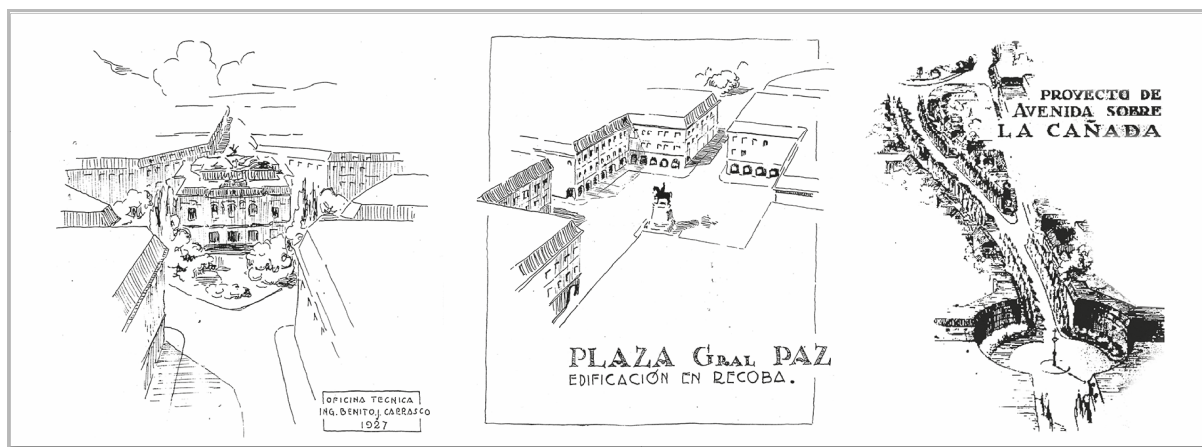 OFICINA TECNICA
ING. BENITO J. CARRASCO
1927
PLAZA GRAL PAZ
EDIFICACIÓN EN RECOBA.
PROYECTO DE
AVENIDA SOBRE
LA CAÑADA